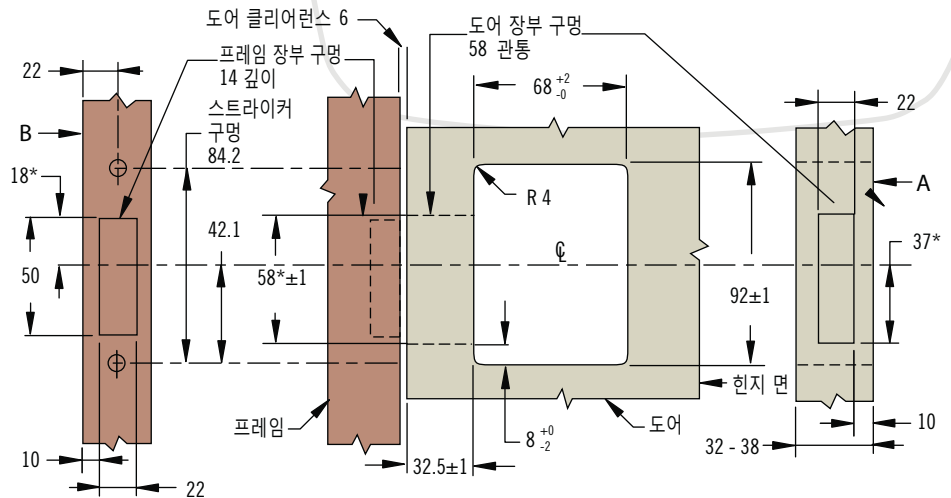 도어 클리어런스 6
프레임 장부 구멍
14 깊이
스트라이커
구멍
84.2
도어 장부 구멍
58 관통
22
B
18*
50
42.1
58*±1
68 +2 -0
R 4
℄
92±1
22
A
37*
힌지 면
프레임
도어
8 +0 -2
32.5±1
10
22
32 - 38
10